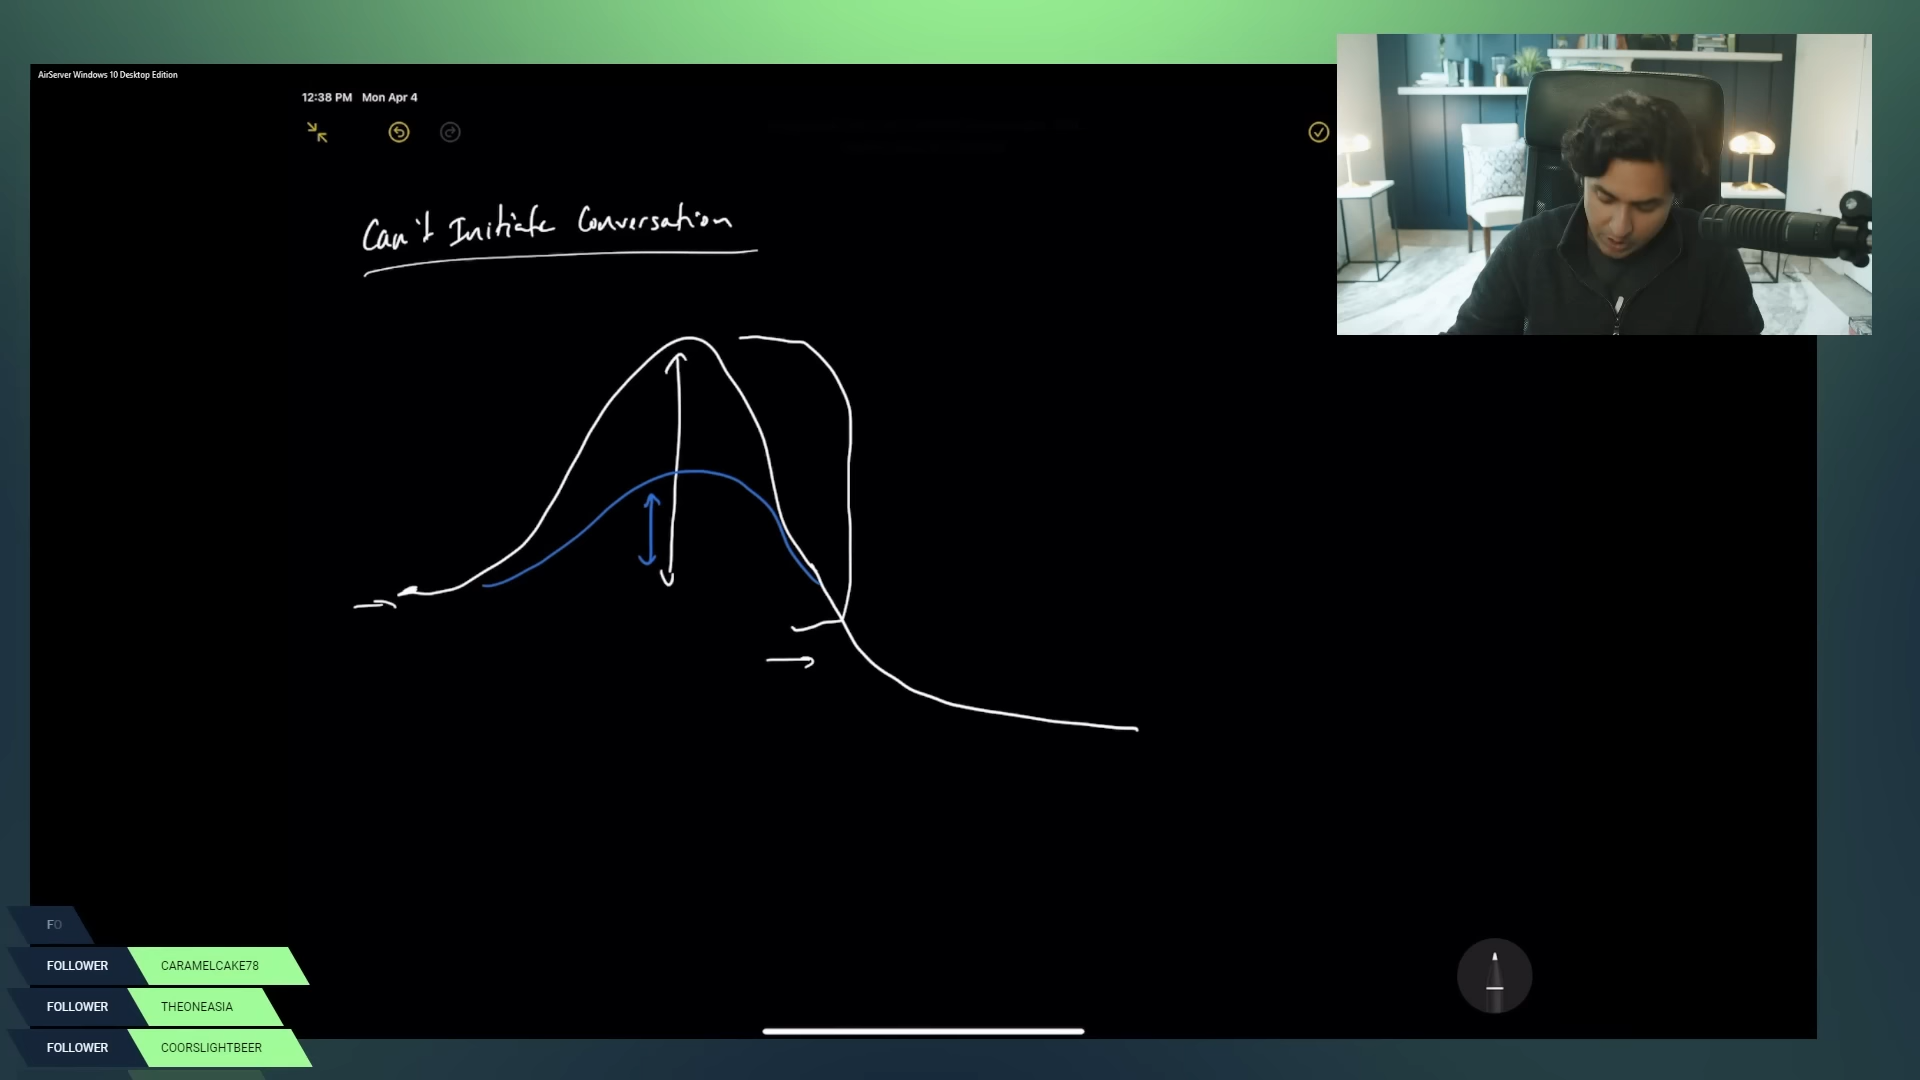 AirServer Windows 10 Desktop Edition
12:38 PM Mon Apr 4
Can't Initiate Conversation
FO
FOLLOWER CARAMELCAKE78
FOLLOWER THEONEASIA
FOLLOWER COORSLIGHTBEER